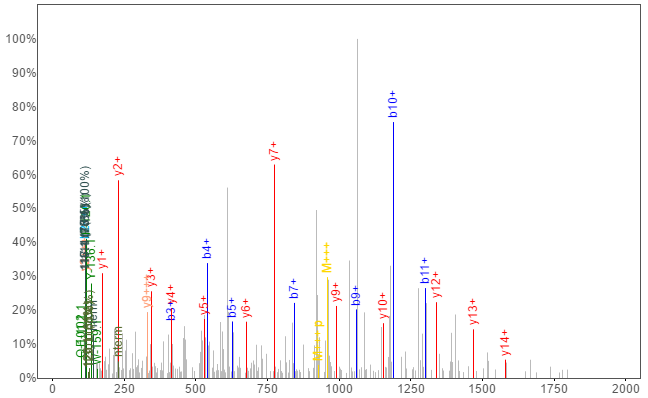 100%
90%
80%
70%
60%
50%
40%
30%
20%
10%
0%
y1+
y2+
nterm
y9++
y3+
b3+
y4+
y5+
b4+
b5+
y6+
y7+
b7+
M+++p
M+++
y9+
b9+
y10+
b10+
b11+
y12+
y13+
y14+
0
250
500
750
1000
1250
1500
1750
2000